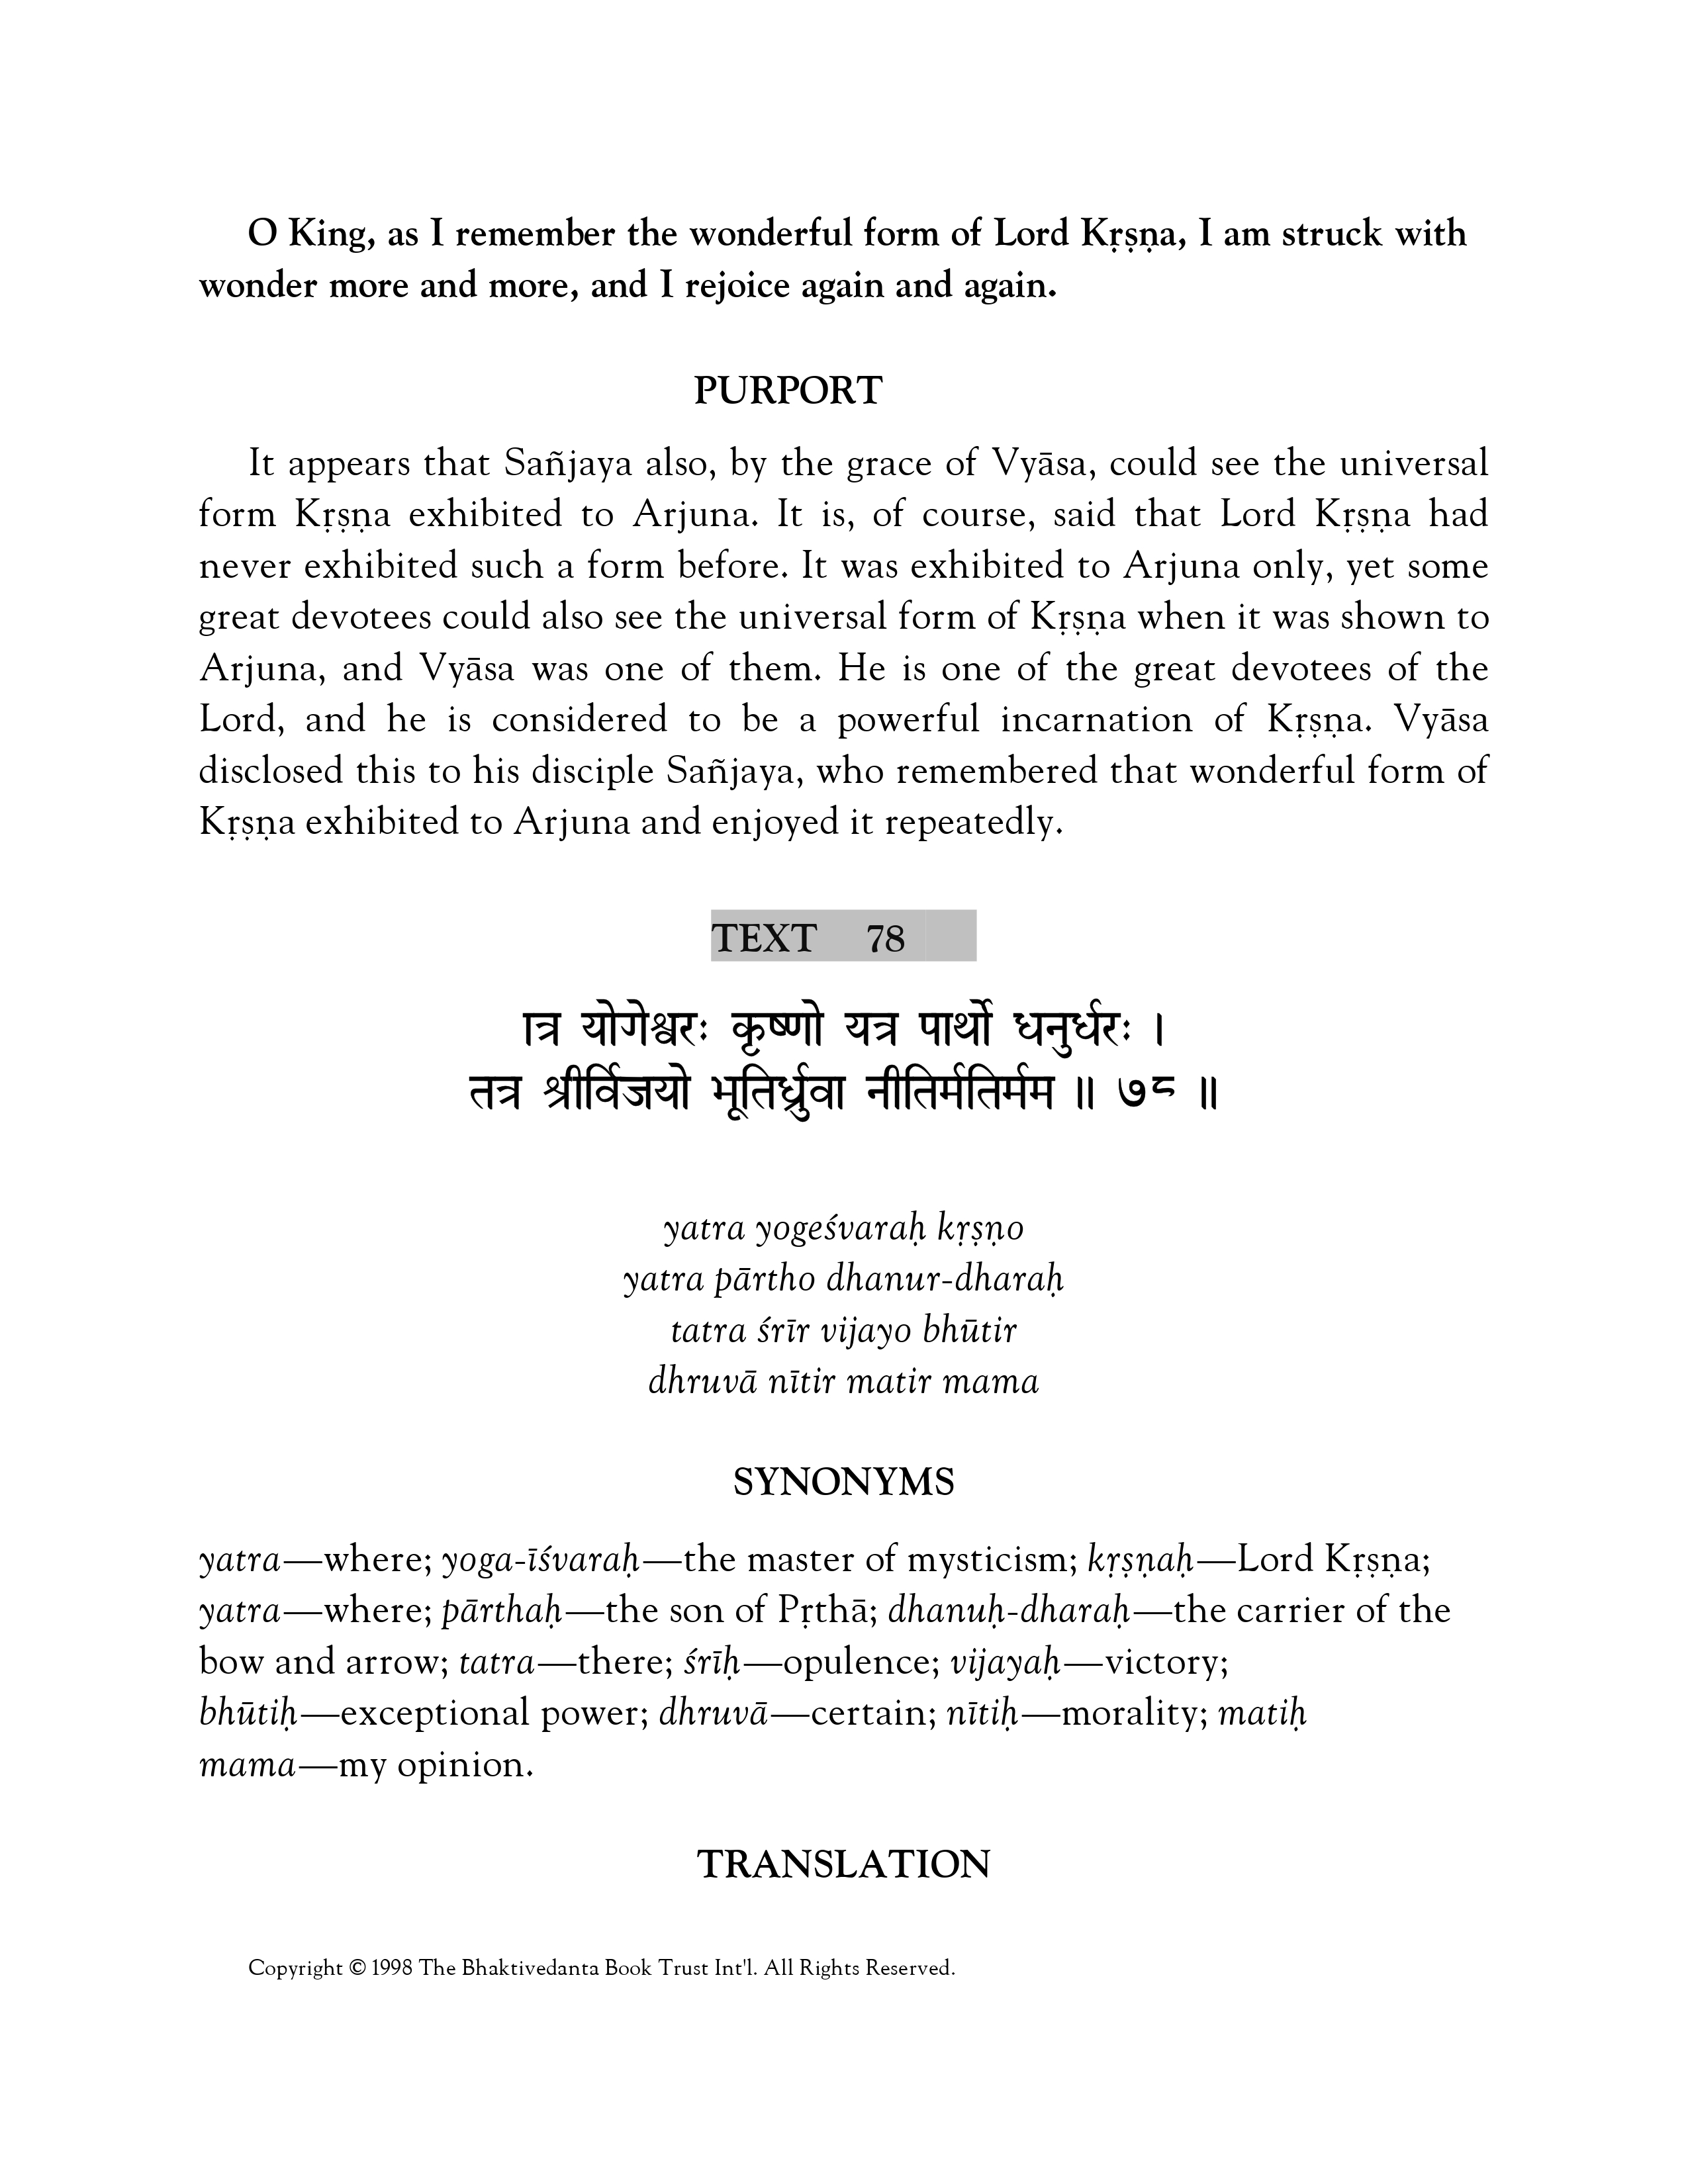 O King, as I remember the wonderful form of Lord Kṛṣṇa, I am struck with
wonder more and more, and I rejoice again and again.
PURPORT
It appears that Sañjaya also, by the grace of Vyāsa, could see the universal
form Kṛṣṇa exhibited to Arjuna. It is, of course, said that Lord Kṛṣṇa had
never exhibited such a form before. It was exhibited to Arjuna only, yet some
great devotees could also see the universal form of Kṛṣṇa when it was shown to
Arjuna, and Vyāsa was one of them. He is one of the great devotees of the
Lord, and he is considered to be a powerful incarnation of Kṛṣṇa. Vyāsa
disclosed this to his disciple Sañjaya, who remembered that wonderful form of
Kṛṣṇa exhibited to Arjuna and enjoyed it repeatedly.
TEXT 78
ात्र योगेश्वरः कृष्णो यत्र पार्थो धनुर्धरः ।
तत्र श्रीर्विजयो भूतिर्ध्रुवा नीतिर्मतिर्मम ॥ ७८ ॥
yatra yogeśvaraḥ kṛṣṇo
yatra pārtho dhanur-dharaḥ
tatra śrīr vijayo bhūtir
dhruvā nītir matir mama
SYNONYMS
yatra—where; yoga-īśvaraḥ—the master of mysticism; kṛṣṇaḥ—Lord Kṛṣṇa;
yatra—where; pārthaḥ—the son of Pṛthā; dhanuḥ-dharaḥ—the carrier of the
bow and arrow; tatra—there; śrīḥ—opulence; vijayaḥ—victory;
bhūtiḥ—exceptional power; dhruvā—certain; nītiḥ—morality; matiḥ
mama—my opinion.
TRANSLATION
Copyright © 1998 The Bhaktivedanta Book Trust Int'l. All Rights Reserved.